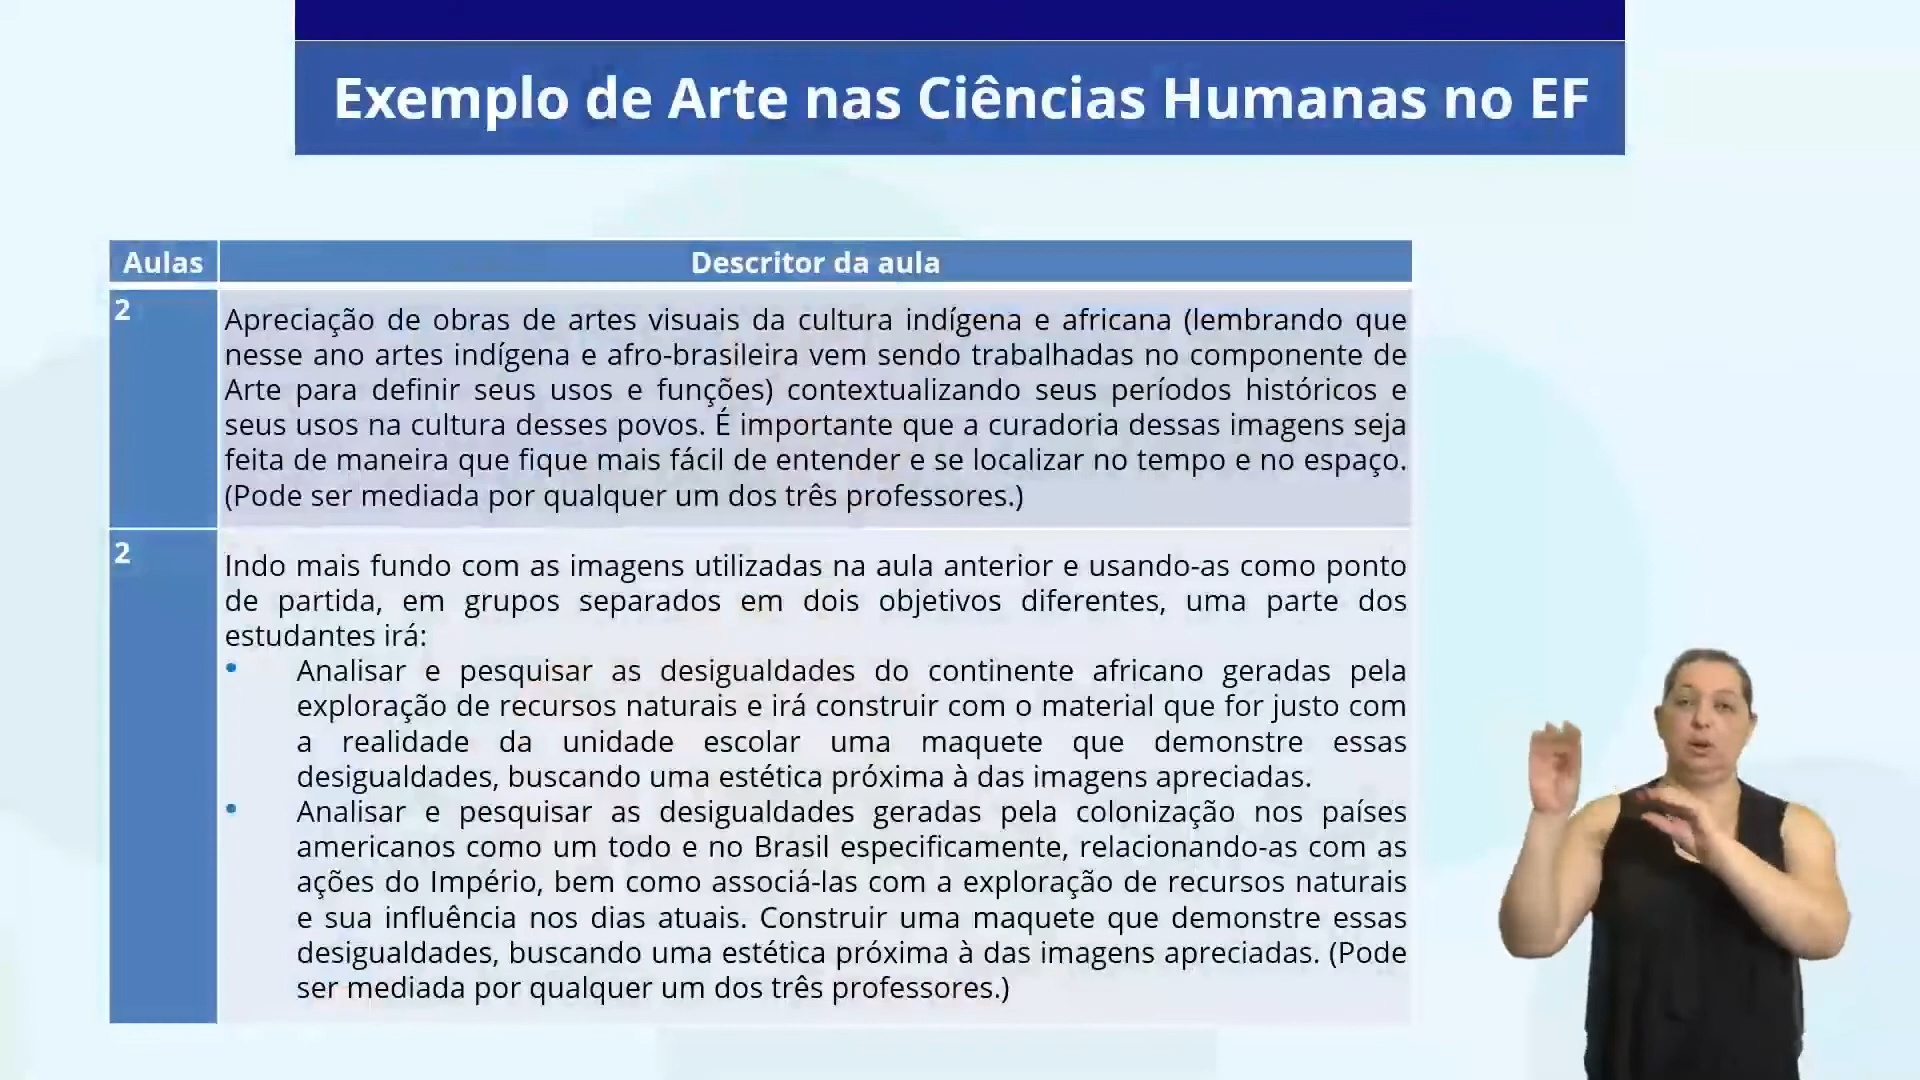 Exemplo de Arte nas Ciências Humanas no EF
Aulas
Descritor da aula
2
Apreciação de obras de artes visuais da cultura indígena e africana (lembrando que
nesse ano artes indígena e afro-brasileira vem sendo trabalhadas no componente de
Arte para definir seus usos e funções) contextualizando seus períodos históricos e
seus usos na cultura desses povos. É importante que a curadoria dessas imagens seja
feita de maneira que fique mais fácil de entender e se localizar no tempo e no espaço.
(Pode ser mediada por qualquer um dos três professores.)
2
Indo mais fundo com as imagens utilizadas na aula anterior e usando-as como ponto
de partida, em grupos separados em dois objetivos diferentes, uma parte dos
estudantes irá:
• Analisar e pesquisar as desigualdades do continente africano geradas pela
exploração de recursos naturais e irá construir com o material que for justo com
a realidade da unidade escolar uma maquete que demonstre essas
desigualdades, buscando uma estética próxima à das imagens apreciadas.
• Analisar e pesquisar as desigualdades geradas pela colonização nos países
americanos como um todo e no Brasil especificamente, relacionando-as com as
ações do Império, bem como associá-las com a exploração de recursos naturais
e sua influência nos dias atuais. Construir uma maquete que demonstre essas
desigualdades, buscando uma estética próxima à das imagens apreciadas. (Pode
ser mediada por qualquer um dos três professores.)